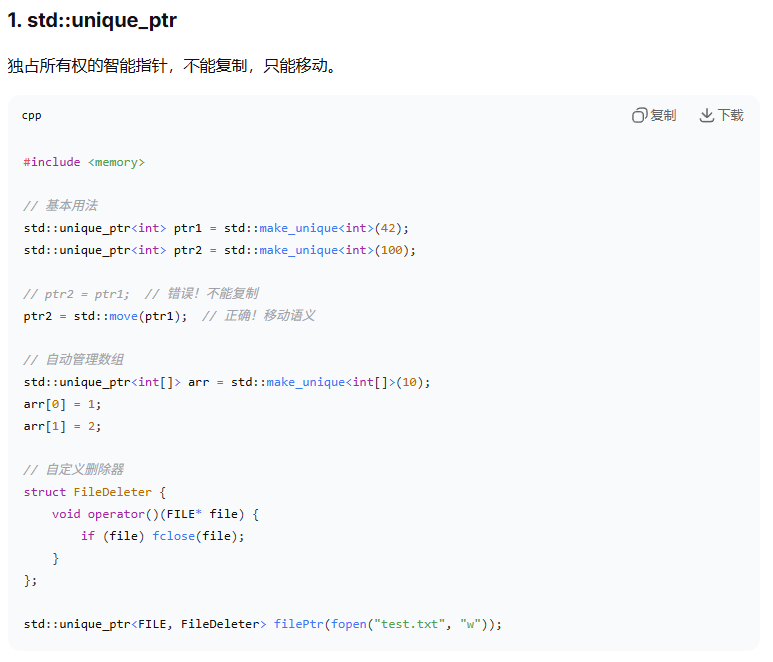 1. std::unique_ptr
独占所有权的智能指针，不能复制，只能移动。
cpp 复制 下载
#include <memory>
// 基本用法
std::unique_ptr<int> ptr1 = std::make_unique<int>(42);
std::unique_ptr<int> ptr2 = std::make_unique<int>(100);
// ptr2 = ptr1;  // 错误！不能复制
ptr2 = std::move(ptr1);  // 正确！移动语义
// 自动管理数组
std::unique_ptr<int[]> arr = std::make_unique<int[]>(10);
arr[0] = 1;
arr[1] = 2;
// 自定义删除器
struct FileDeleter {
    void operator()(FILE* file) {
        if (file) fclose(file);
    }
};
std::unique_ptr<FILE, FileDeleter> filePtr(fopen("test.txt", "w"));